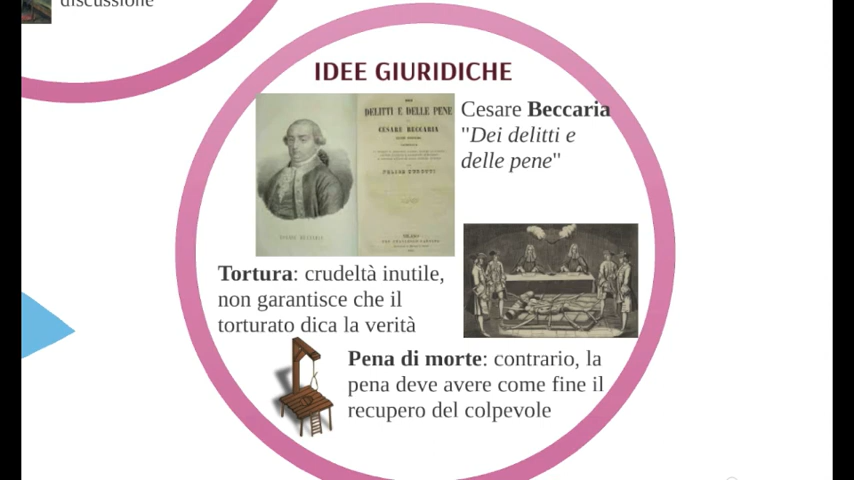 discussione
IDEE GIURIDICHE
DELITTI E DELLE PENE
CESARE BECCARIA
Cesare Beccaria
"Dei delitti e
delle pene"
Tortura: crudeltà inutile,
non garantisce che il
torturato dica la verità
Pena di morte: contrario, la
pena deve avere come fine il
recupero del colpevole